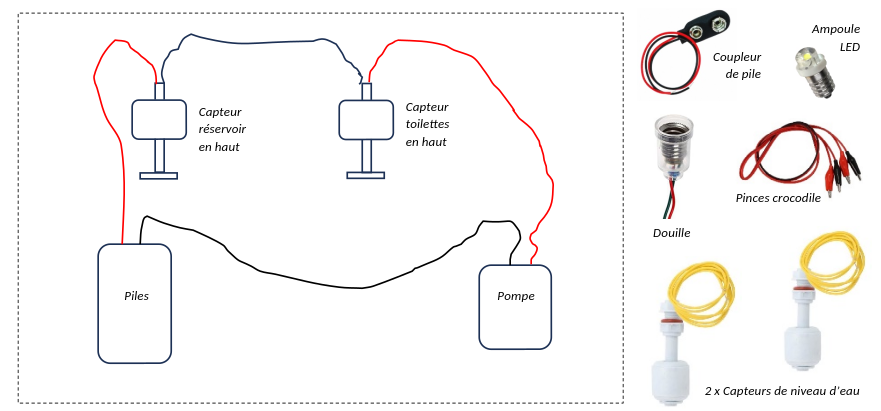 Capteur
réservoir
en haut
Capteur
toilettes
en haut
Piles
Pompe
Coupleur
de pile
Ampoule
LED
Pinces crocodile
Douille
2 x Capteurs de niveau d'eau